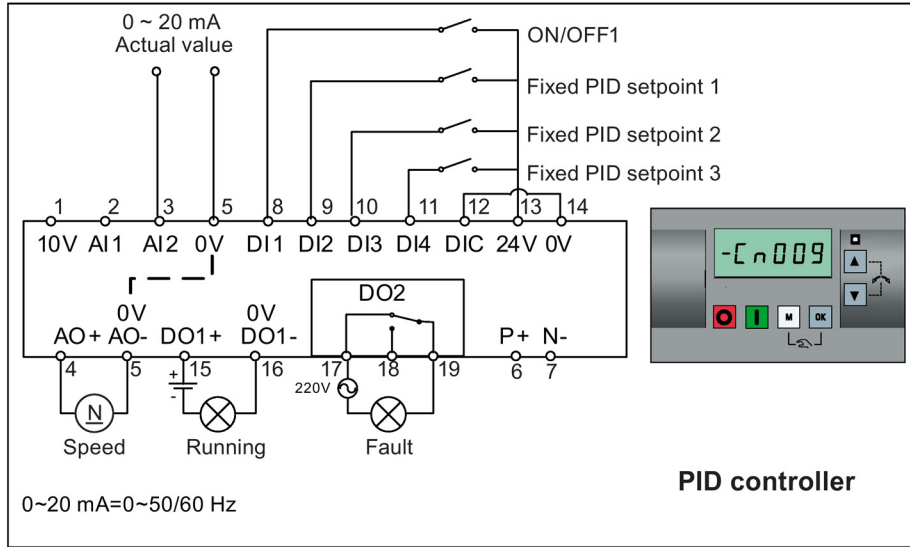 0 ~ 20 mA
Actual value
ON/OFF1
Fixed PID setpoint 1
Fixed PID setpoint 2
Fixed PID setpoint 3
1 2 3 5 8 9 10 11 12 13 14
10V AI1 AI2 0V DI1 DI2 DI3 DI4 DIC 24V 0V
-Cn009
M OK
DO2
0V 0V
AO+ AO- DO1+ DO1- P+ N-
4 5 15 16 17 18 19 6 7
+
-
220V
N
Speed Running Fault
PID controller
0~20 mA=0~50/60 Hz